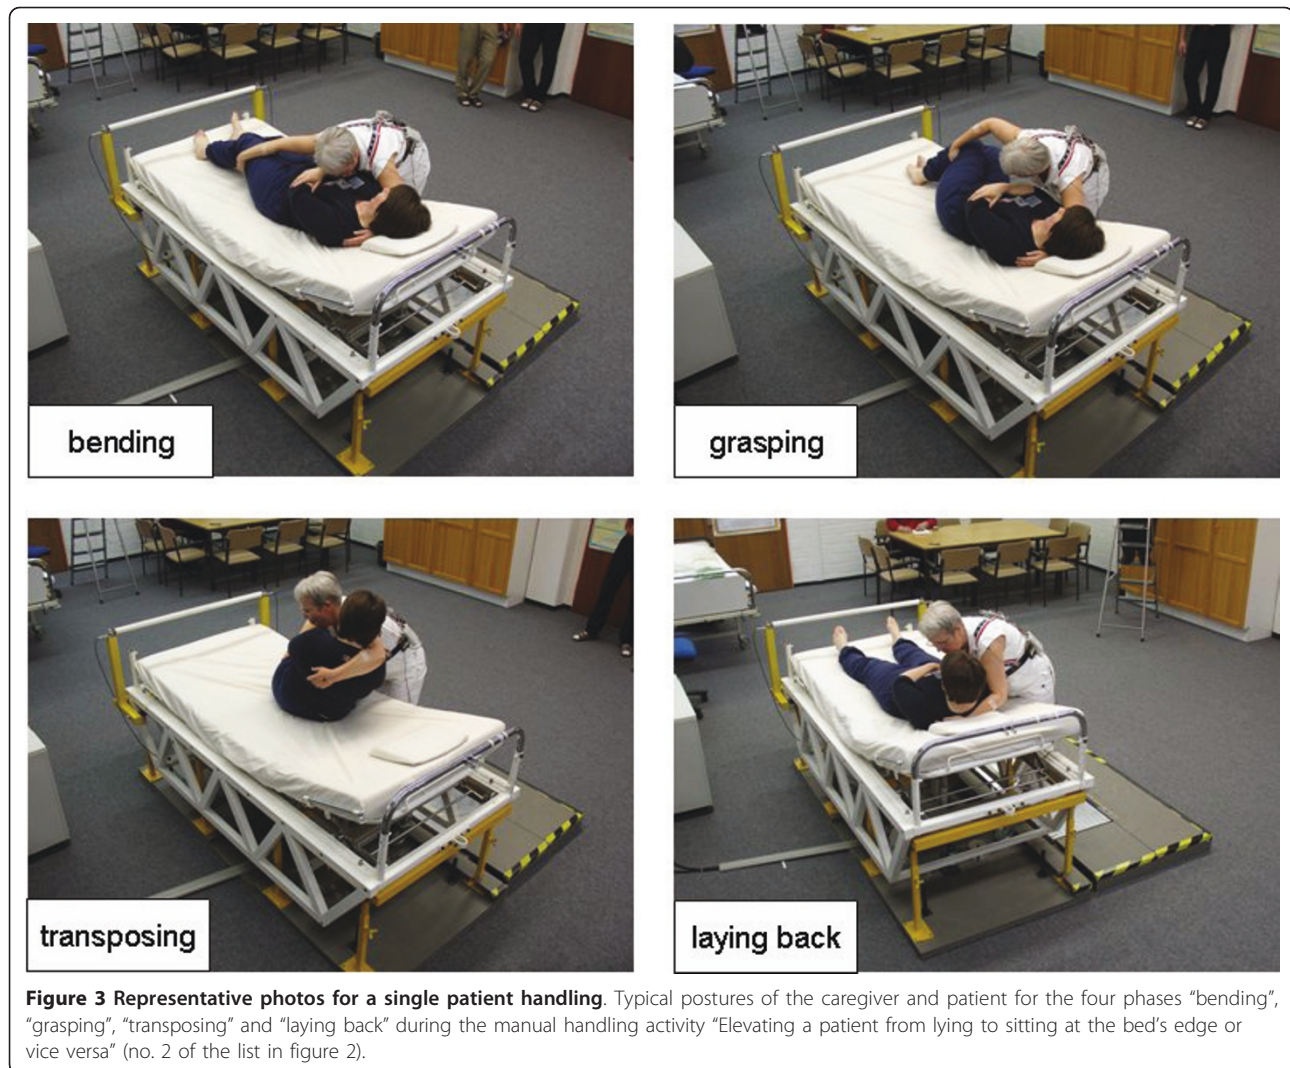 bending
grasping
transposing
laying back
Figure 3 Representative photos for a single patient handling. Typical postures of the caregiver and patient for the four phases “bending”,
“grasping”, “transposing” and “laying back” during the manual handling activity “Elevating a patient from lying to sitting at the bed’s edge or
vice versa” (no. 2 of the list in figure 2).